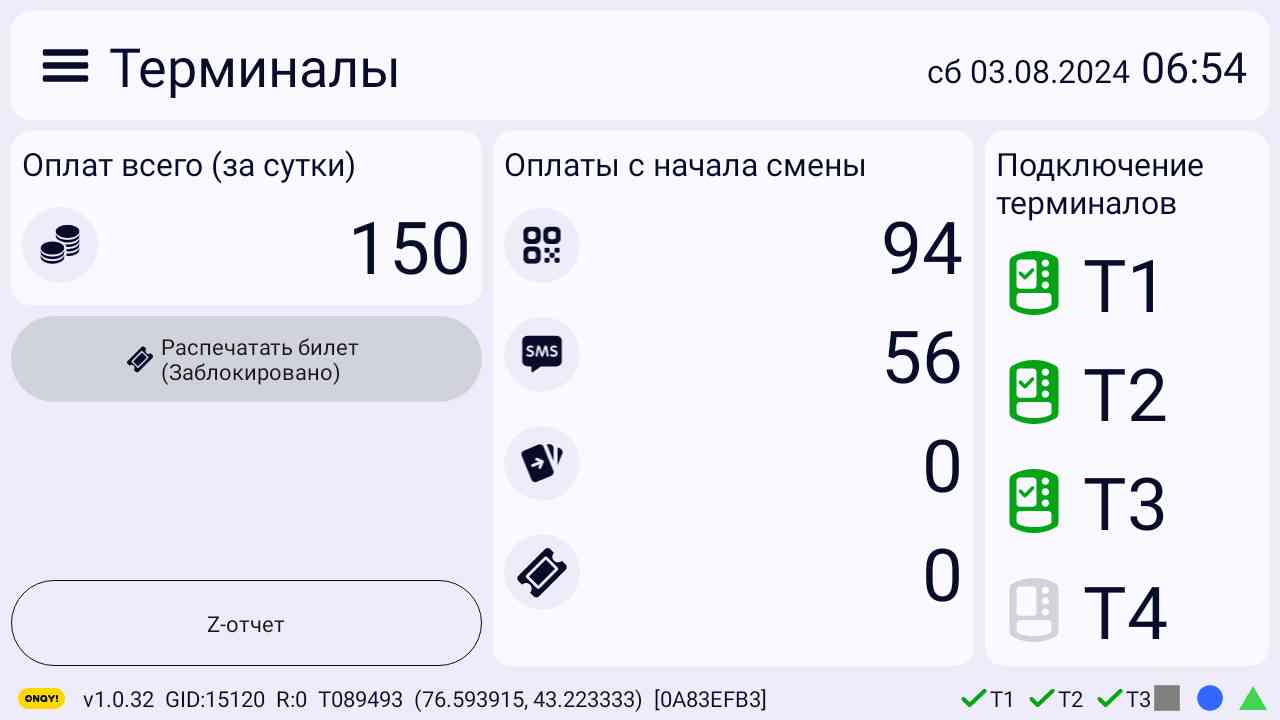 Терминалы
сб 03.08.2024 06:54
Оплат всего (за сутки)
150
Распечатать билет
(Заблокировано)
Z-отчет
Оплаты с начала смены
94
SMS
56
0
0
Подключение
терминалов
T1
T2
T3
T4
ONAY! v1.0.32 GID:15120 R:0 T089493 (76.593915, 43.223333) [0A83EFB3] T1 T2 T3